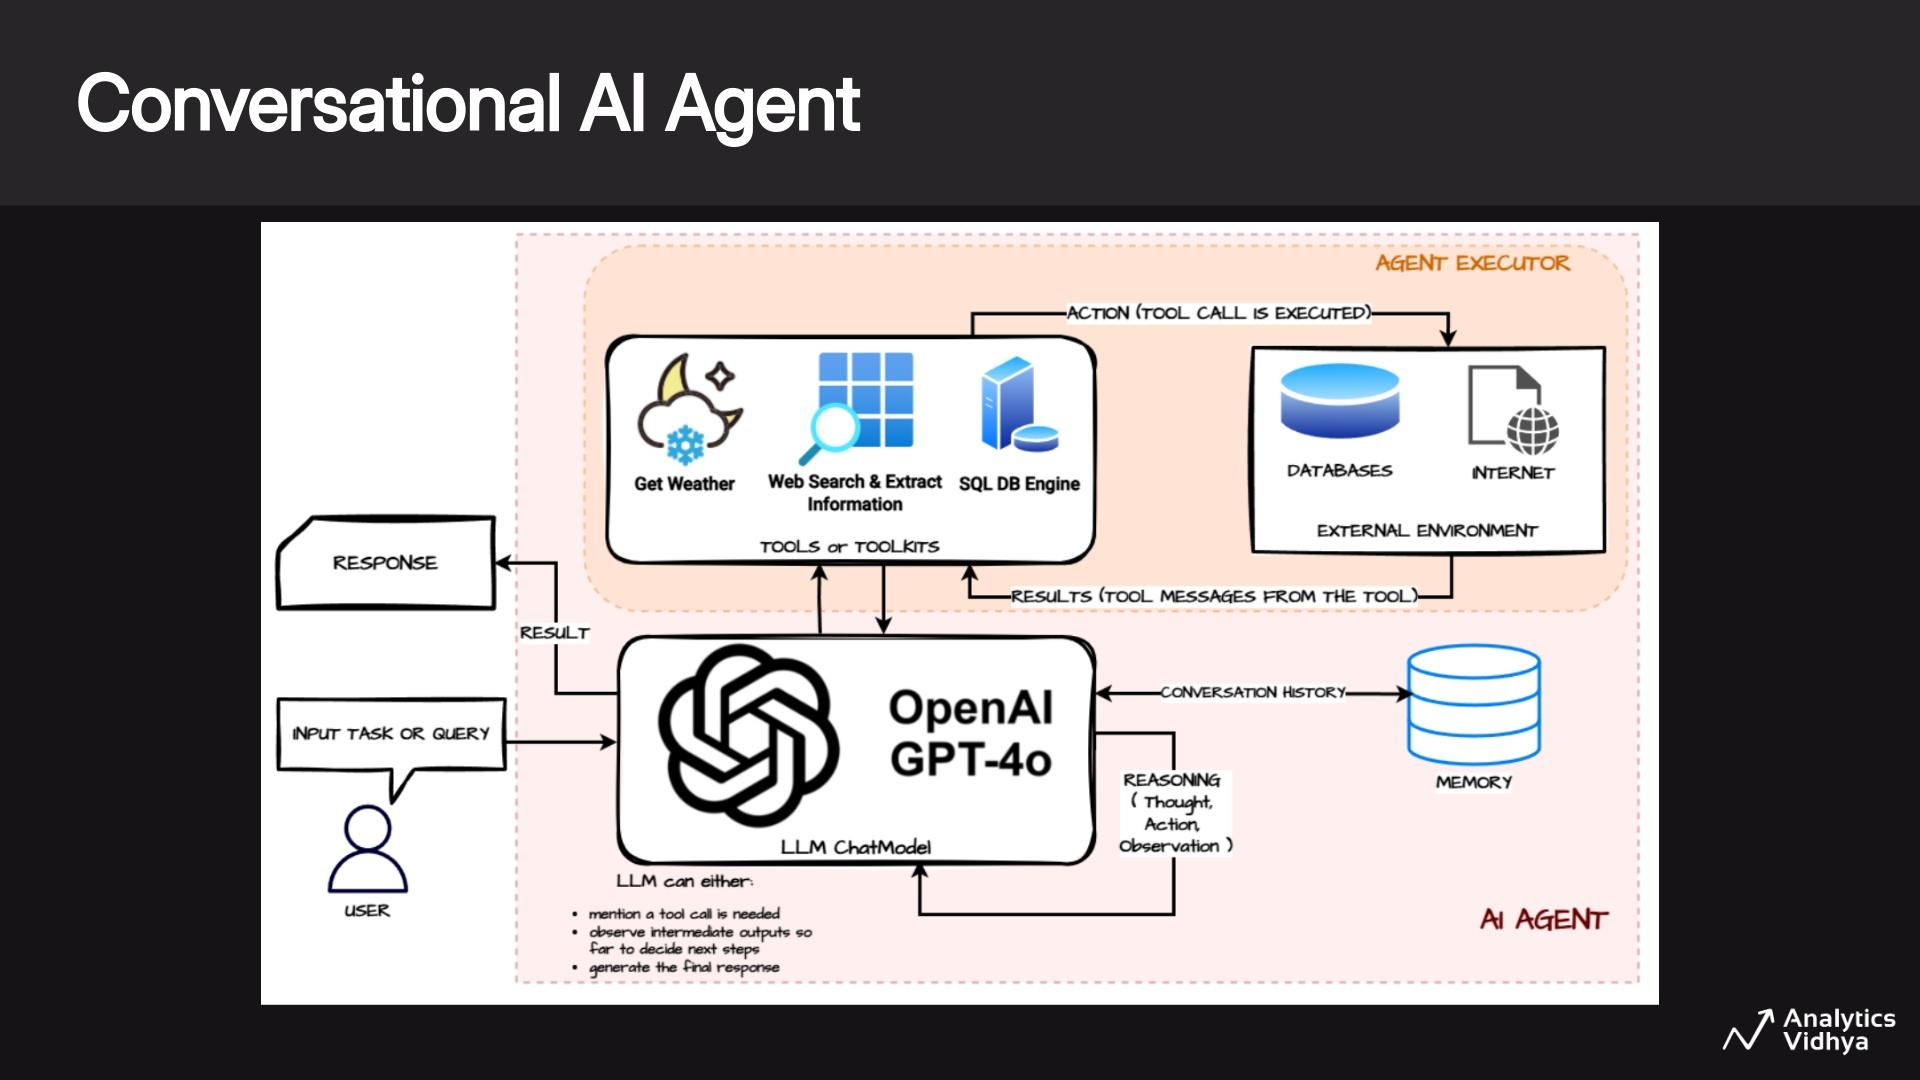 Conversational AI Agent
AGENT EXECUTOR
ACTION (TOOL CALL IS EXECUTED)
Get Weather
Web Search & Extract
Information
SQL DB Engine
TOOLS or TOOLKITS
DATABASES
INTERNET
EXTERNAL ENVIRONMENT
RESULTS (TOOL MESSAGES FROM THE TOOL)
RESPONSE
RESULT
INPUT TASK OR QUERY
USER
OpenAI
GPT-4o
LLM ChatModel
CONVERSATION HISTORY
MEMORY
REASONING
( Thought,
Action,
Observation )
LLM can either:
• mention a tool call is needed
• observe intermediate outputs so
far to decide next steps
• generate the final response
AI AGENT
Analytics
Vidhya